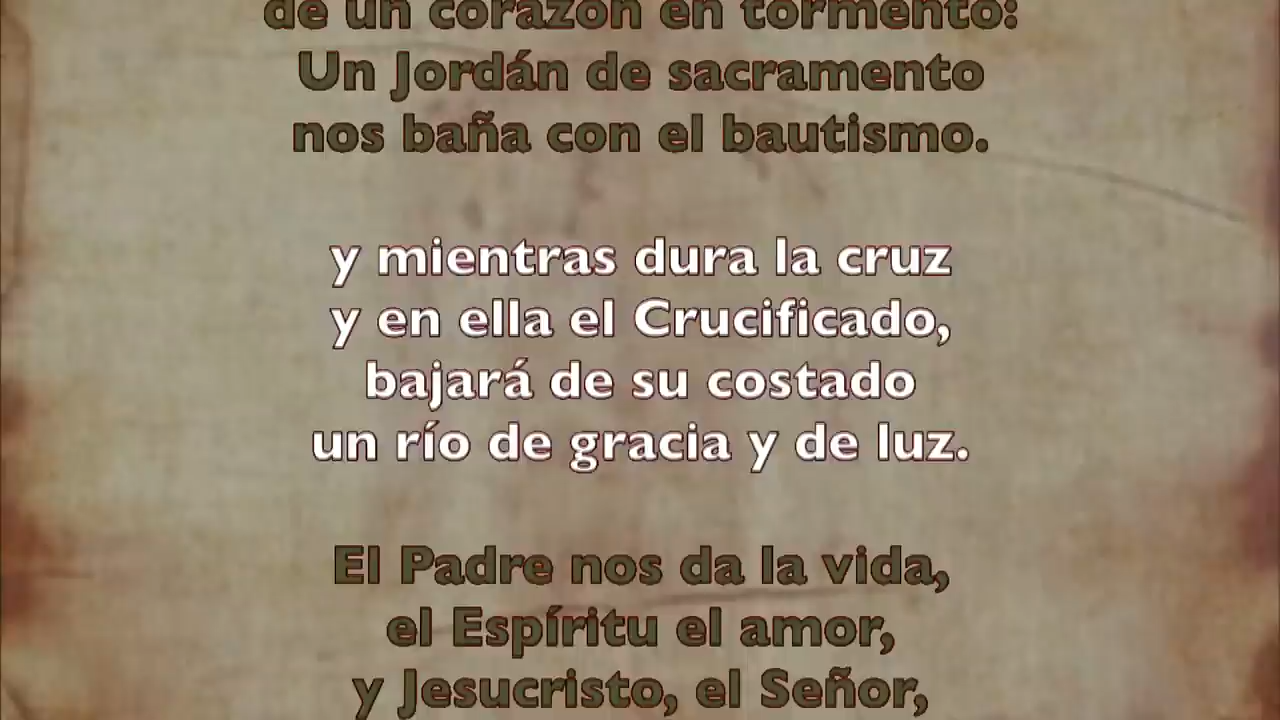 de un corazón en tormento:
Un Jordán de sacramento
nos baña con el bautismo.
y mientras dura la cruz
y en ella el Crucificado,
bajará de su costado
un río de gracia y de luz.
El Padre nos da la vida,
el Espíritu el amor,
y Jesucristo, el Señor,